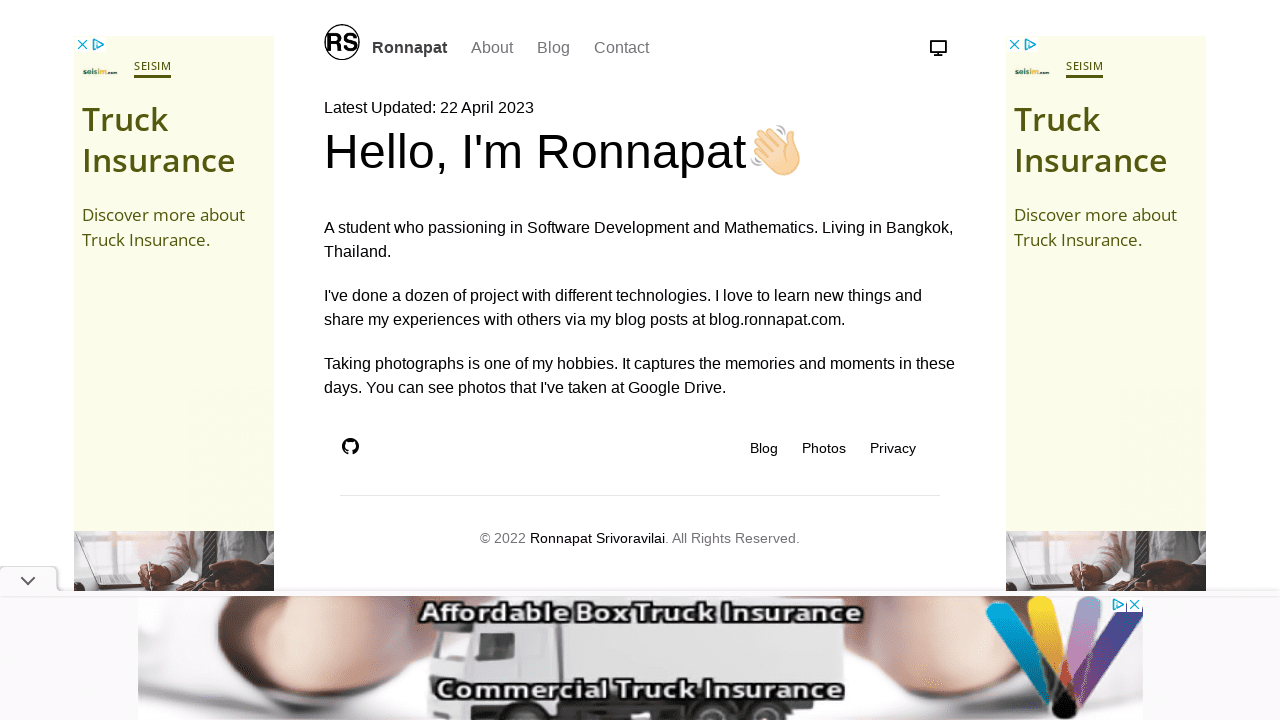 RS
Ronnapat About Blog Contact
Latest Updated: 22 April 2023
Hello, I'm Ronnapat
A student who passioning in Software Development and Mathematics. Living in Bangkok,
Thailand.
I've done a dozen of project with different technologies. I love to learn new things and
share my experiences with others via my blog posts at blog.ronnapat.com.
Taking photographs is one of my hobbies. It captures the memories and moments in these
days. You can see photos that I've taken at Google Drive.
Blog Photos Privacy
© 2022 Ronnapat Srivoravilai. All Rights Reserved.
seisim.com SEISIM
Truck
Insurance
Discover more about
Truck Insurance.
seisim.com SEISIM
Truck
Insurance
Discover more about
Truck Insurance.
Affordable Box Truck Insurance
Commercial Truck Insurance